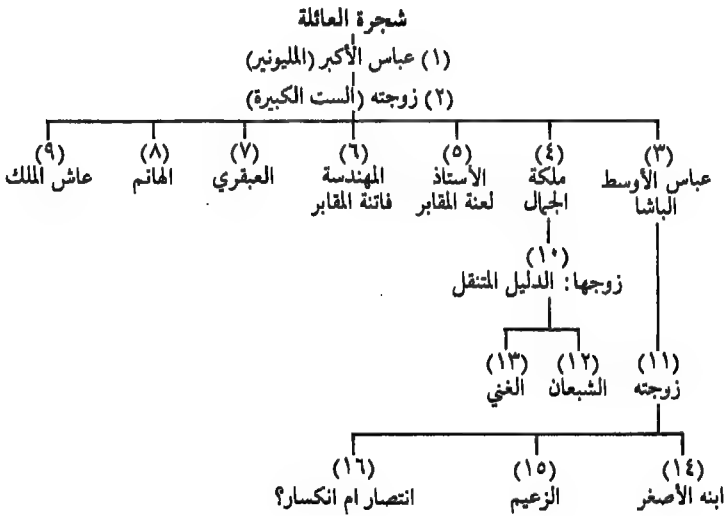 شجرة العائلة
(١) عباس الأكبر (المليونير)
(٢) زوجته (الست الكبيرة)
(٣) (٤) (٥) (٦) (٧) (٨) (٩)
عباس الأوسط ملكة الأستاذ المهندسة العبقري الهانم عاش الملك
الباشا الجمال لعنة المقابر فاتنة المقابر
(١٠)
زوجها: الدليل المتنقل
(١١) (١٢) (١٣)
زوجته الشبعان الغني
(١٤) (١٥) (١٦)
ابنه الأصغر الزعيم انتصار ام انكسار؟